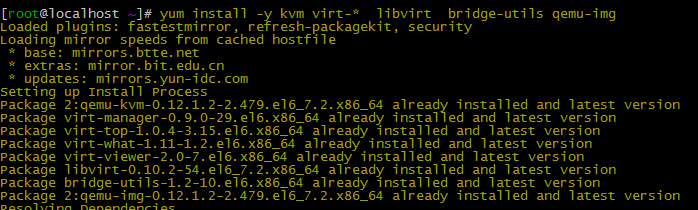 [root@localhost ~]# yum install -y kvm virt-*  libvirt  bridge-utils qemu-img
Loaded plugins: fastestmirror, refresh-packagekit, security
Loading mirror speeds from cached hostfile
 * base: mirrors.btte.net
 * extras: mirror.bit.edu.cn
 * updates: mirrors.yun-idc.com
Setting up Install Process
Package 2:qemu-kvm-0.12.1.2-2.479.el6_7.2.x86_64 already installed and latest version
Package virt-manager-0.9.0-29.el6.x86_64 already installed and latest version
Package virt-top-1.0.4-3.15.el6.x86_64 already installed and latest version
Package virt-what-1.11-1.2.el6.x86_64 already installed and latest version
Package virt-viewer-2.0-7.el6.x86_64 already installed and latest version
Package libvirt-0.10.2-54.el6_7.2.x86_64 already installed and latest version
Package bridge-utils-1.2-10.el6.x86_64 already installed and latest version
Package 2:qemu-img-0.12.1.2-2.479.el6_7.2.x86_64 already installed and latest version
Resolving Dependencies